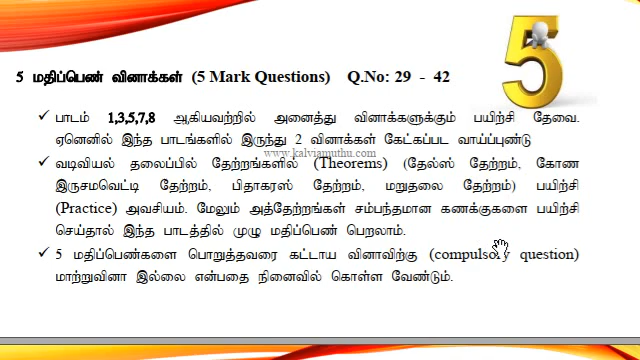 5 மதிப்பெண் வினாக்கள் (5 Mark Questions) Q.No: 29 - 42
5
✓ பாடம் 1,3,5,7,8 ஆகியவற்றில் அனைத்து வினாக்களுக்கும் பயிற்சி தேவை.
ஏனெனில் இந்த பாடங்களில் இருந்து 2 வினாக்கள் கேட்கப்பட வாய்ப்புண்டு
www.kalviamuthu.com
✓ வடிவியல் தலைப்பில் தேற்றங்களில் (Theorems) (தேல்ஸ் தேற்றம், கோண
இருசமவெட்டி தேற்றம், பிதாகரஸ் தேற்றம், மறுதலை தேற்றம்) பயிற்சி
(Practice) அவசியம். மேலும் அத்தேற்றங்கள் சம்பந்தமான கணக்குகளை பயிற்சி
செய்தால் இந்த பாடத்தில் முழு மதிப்பெண் பெறலாம்.
✓ 5 மதிப்பெண்களை பொறுத்தவரை கட்டாய வினாவிற்கு (compulsory question)
மாற்றுவினா இல்லை என்பதை நினைவில் கொள்ள வேண்டும்.